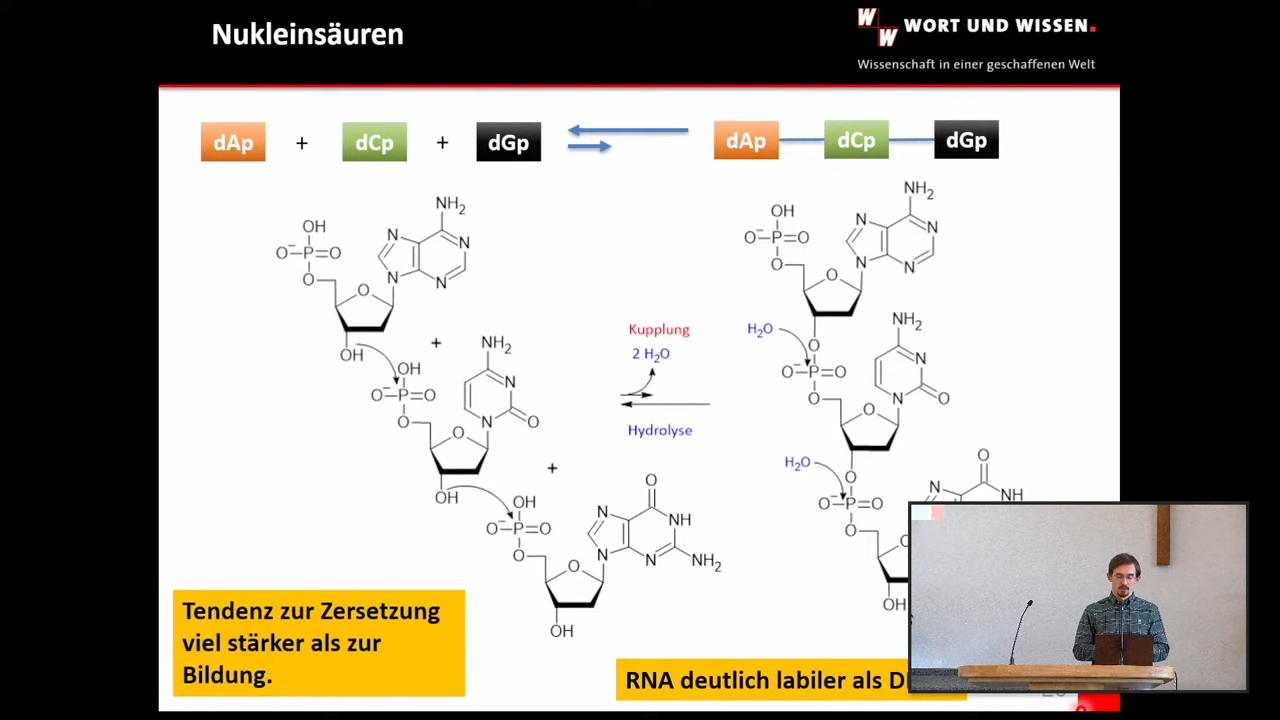 Nukleinsäuren
W W WORT UND WISSEN.
Wissenschaft in einer geschaffenen Welt
dAp + dCp + dGp
dAp dCp dGp
NH2
OH
O− P O
O
N N N N
O
OH
+
NH2
OH
O− P O
O
N N O
O
OH
+
O
OH
O− P O
O
N NH
N N NH2
O
OH
Kupplung
2 H2O
Hydrolyse
NH2
OH
O− P O
O
N N N N
O
H2O
O
O− P O
O
NH2
N N O
O
H2O
O
O− P O
O
O
N NH
OH
Tendenz zur Zersetzung
viel stärker als zur
Bildung.
RNA deutlich labiler als